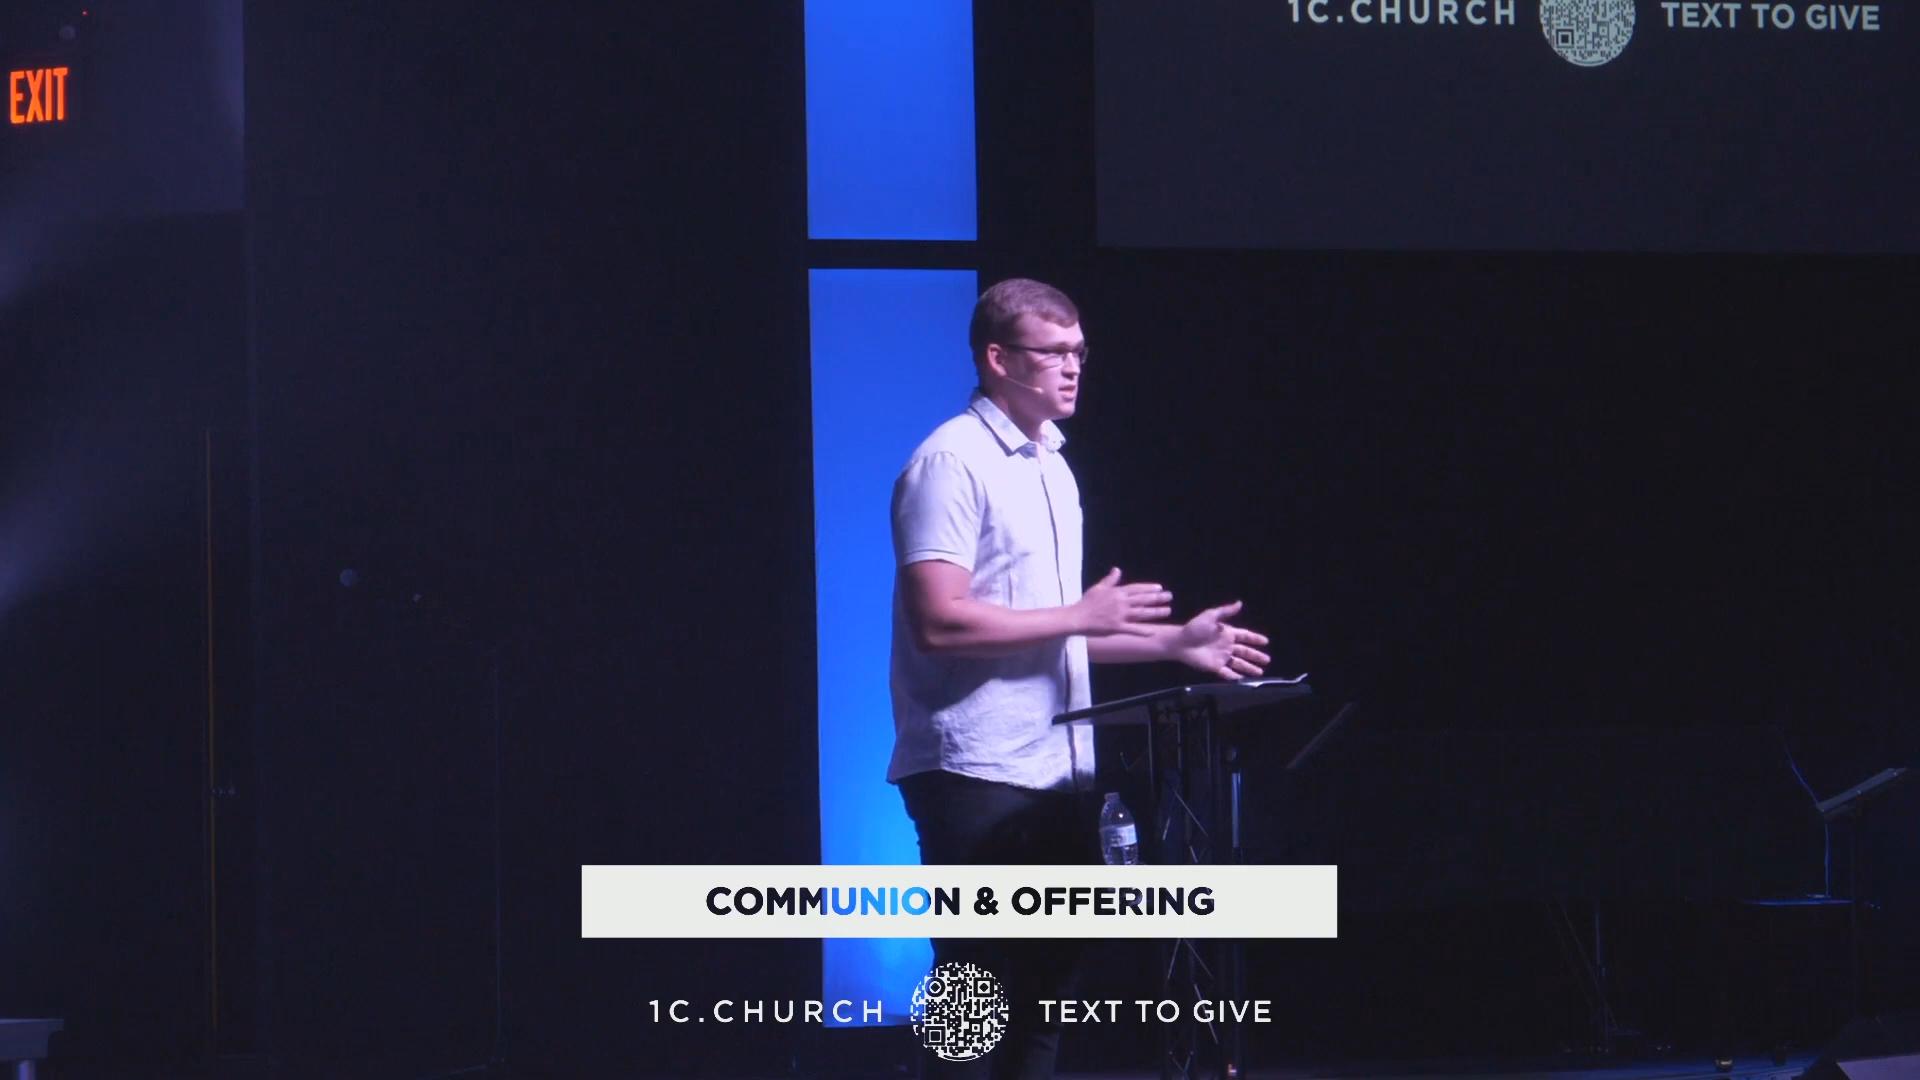 1C.CHURCH TEXT TO GIVE
EXIT
COMMUNION & OFFERING
1C.CHURCH TEXT TO GIVE